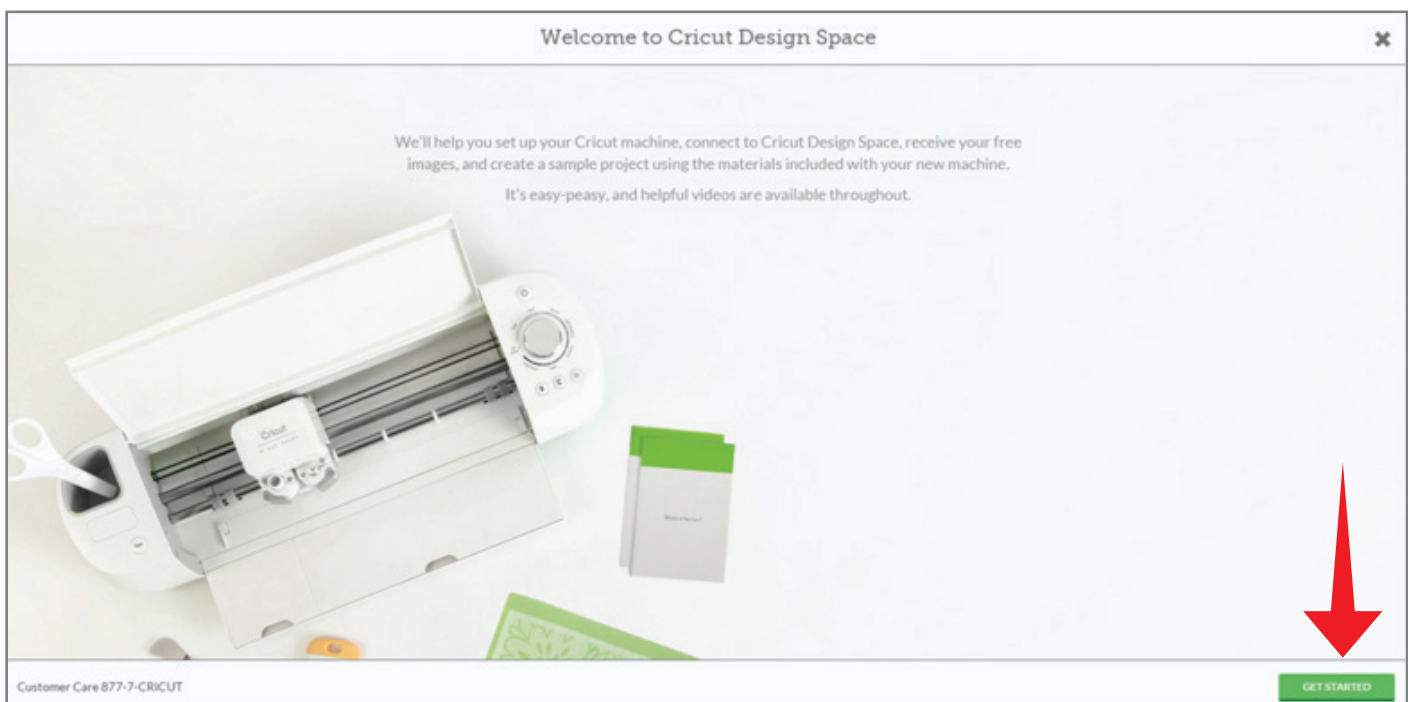 Welcome to Cricut Design Space
We'll help you set up your Cricut machine, connect to Cricut Design Space, receive your free
images, and create a sample project using the materials included with your new machine.
It's easy-peasy, and helpful videos are available throughout.
Cricut
Customer Care 877-7-CRICUT
GET STARTED